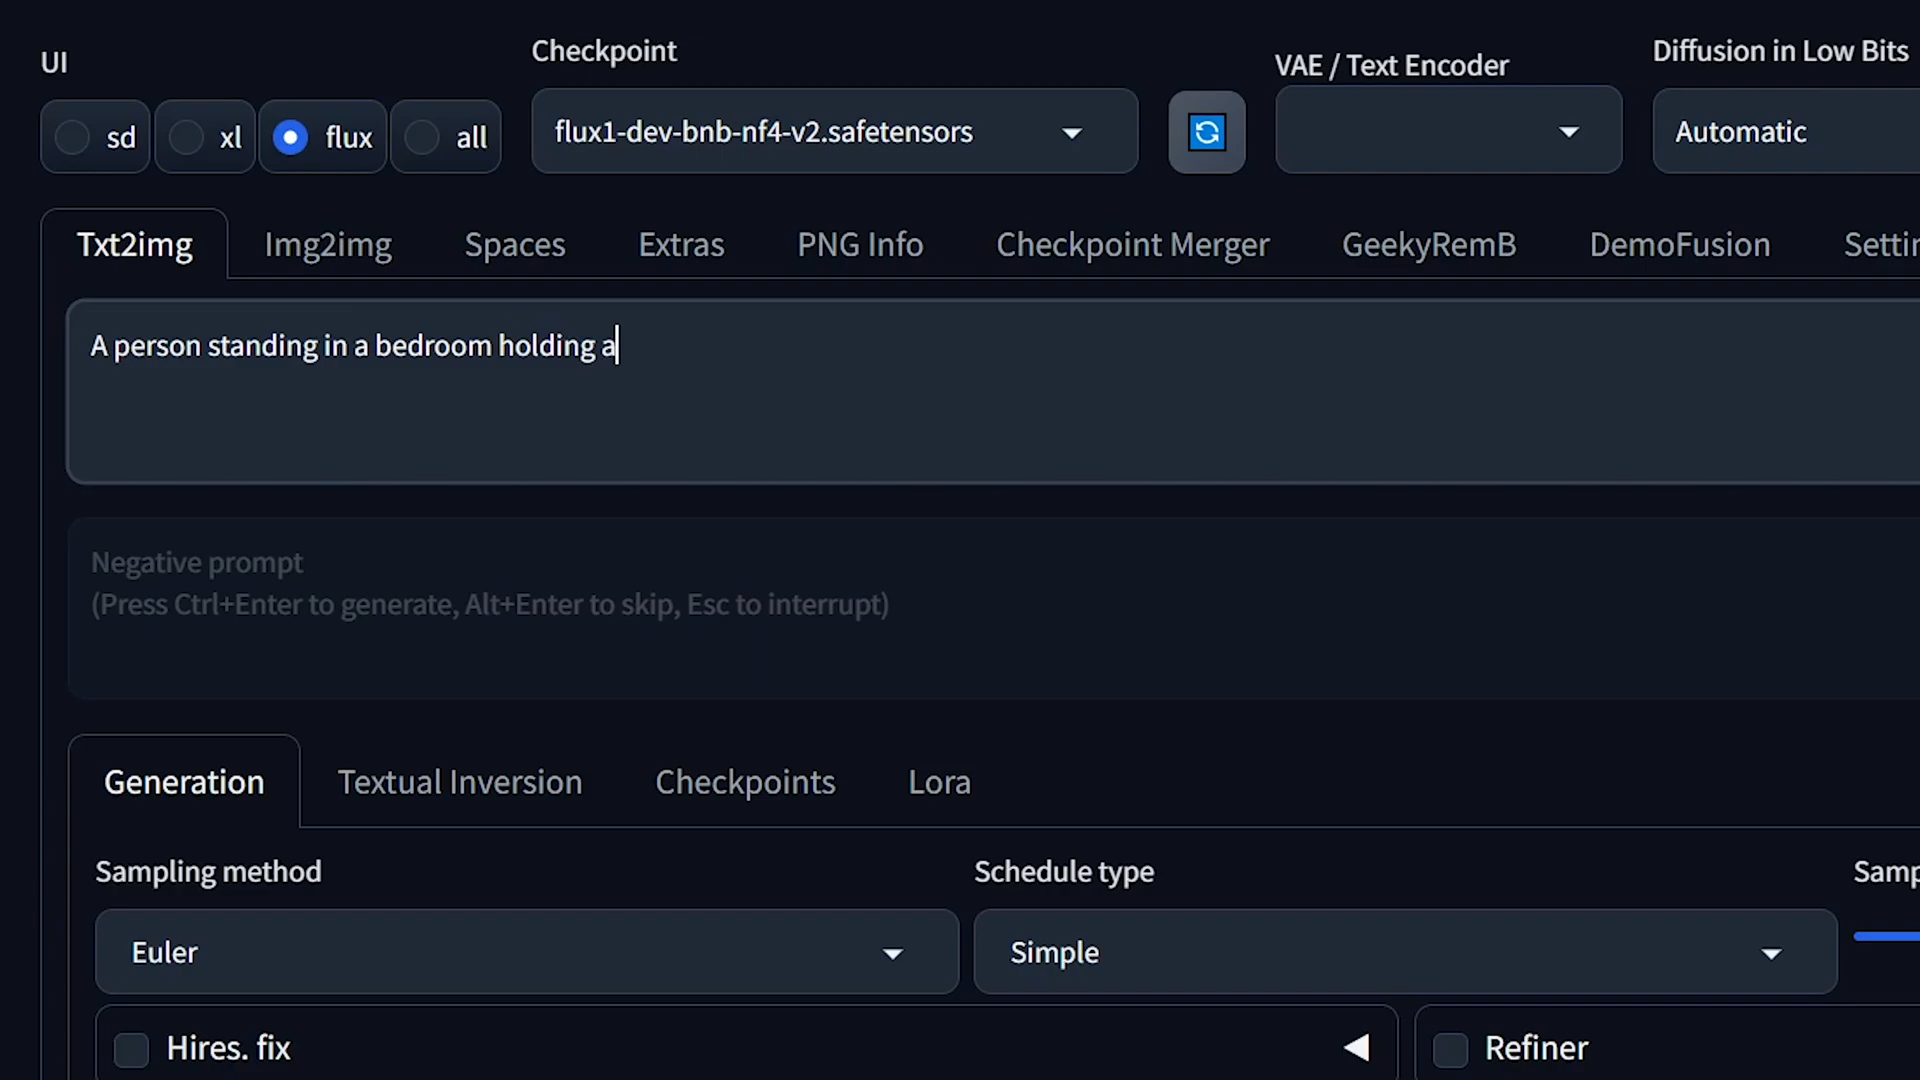 UI
Checkpoint
VAE / Text Encoder
Diffusion in Low Bits
sd
xl
flux
all
flux1-dev-bnb-nf4-v2.safetensors
Automatic
Txt2img
Img2img
Spaces
Extras
PNG Info
Checkpoint Merger
GeekyRemB
DemoFusion
Settin
A person standing in a bedroom holding a
Negative prompt
(Press Ctrl+Enter to generate, Alt+Enter to skip, Esc to interrupt)
Generation
Textual Inversion
Checkpoints
Lora
Sampling method
Schedule type
Samp
Euler
Simple
Hires. fix
Refiner